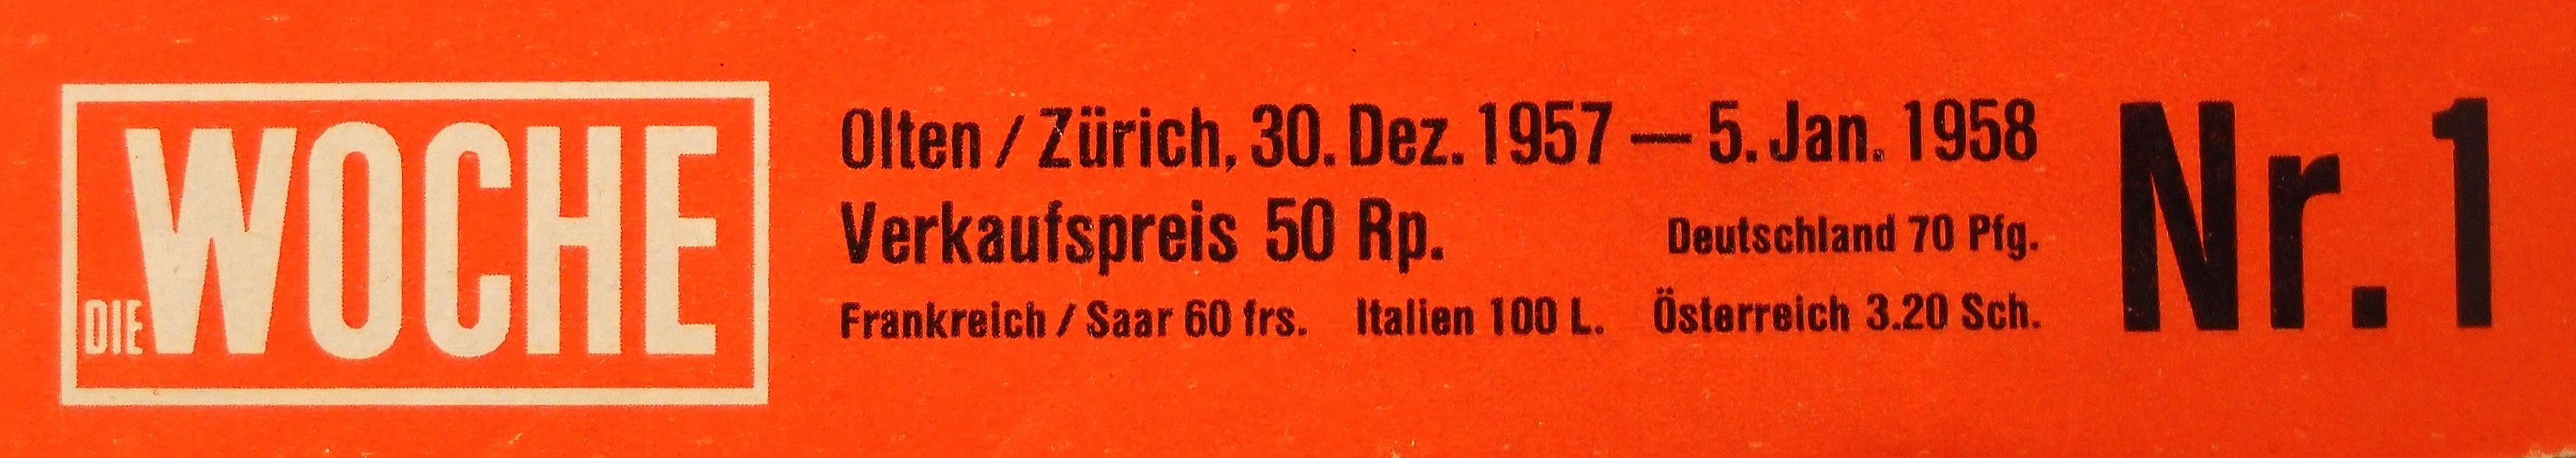 DIE WOCHE
Olten / Zürich, 30. Dez. 1957 — 5. Jan. 1958
Verkaufspreis 50 Rp. Deutschland 70 Pfg.
Frankreich / Saar 60 frs. Italien 100 L. Österreich 3.20 Sch.
Nr. 1